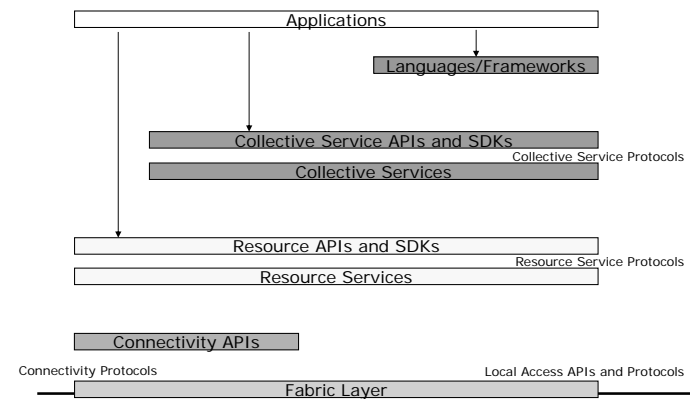 Applications
Languages/Frameworks
Collective Service APIs and SDKs
Collective Service Protocols
Collective Services
Resource APIs and SDKs
Resource Service Protocols
Resource Services
Connectivity APIs
Connectivity Protocols
Local Access APIs and Protocols
Fabric Layer